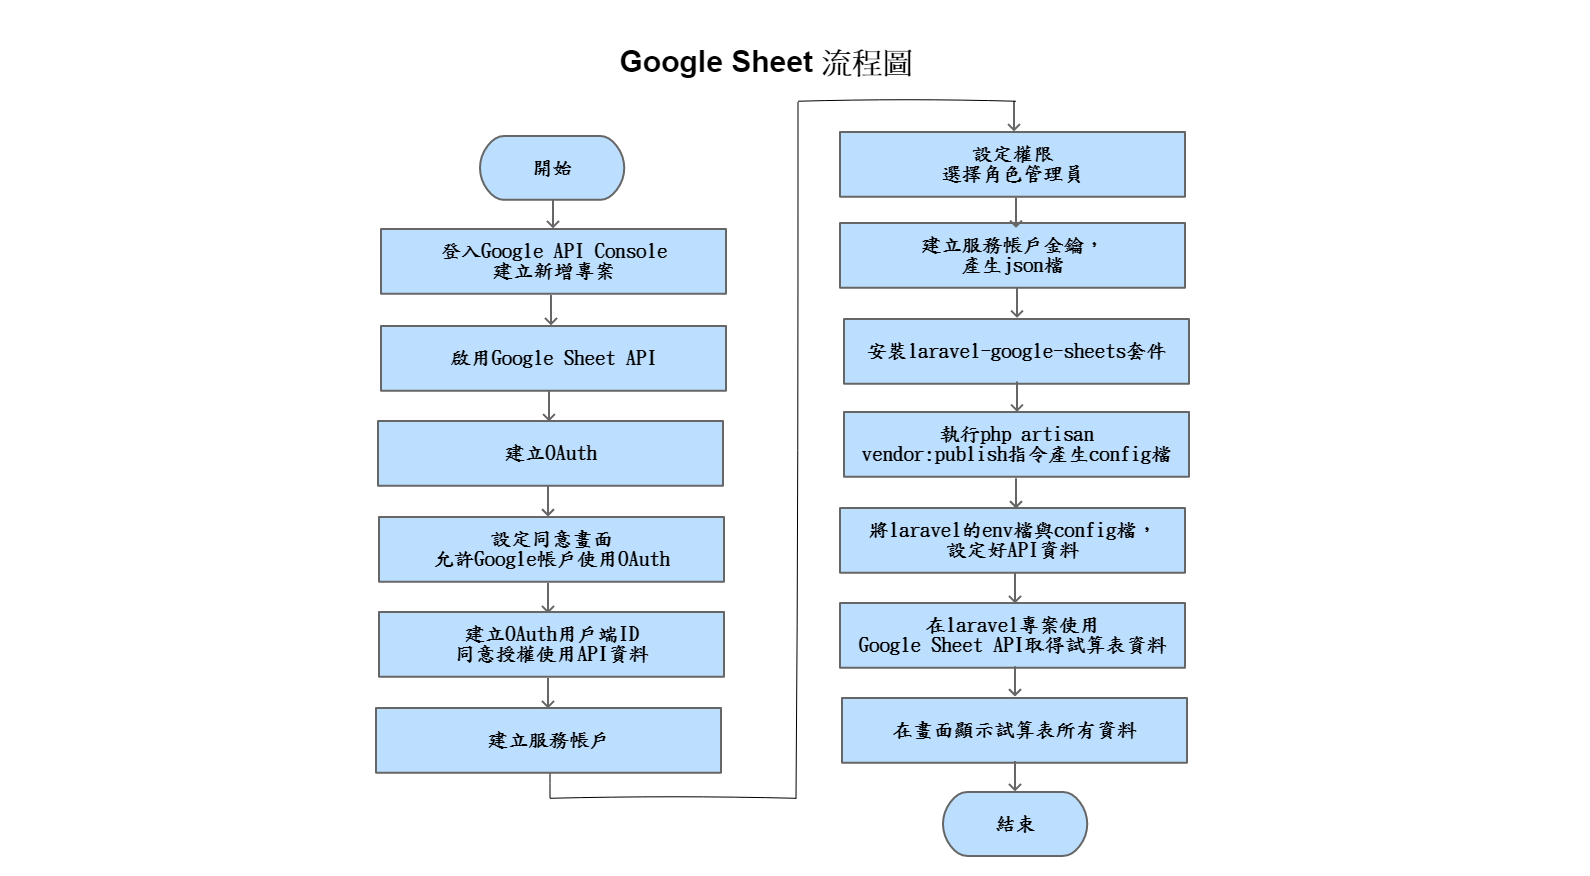 Google Sheet 流程圖
開始
登入Google API Console
建立新增專案
啟用Google Sheet API
建立OAuth
設定同意畫面
允許Google帳戶使用OAuth
建立OAuth用戶端ID
同意授權使用API資料
建立服務帳戶
設定權限
選擇角色管理員
建立服務帳戶金鑰，
產生json檔
安裝laravel-google-sheets套件
執行php artisan
vendor:publish指令產生config檔
將laravel的env檔與config檔，
設定好API資料
在laravel專案使用
Google Sheet API取得試算表資料
在畫面顯示試算表所有資料
結束